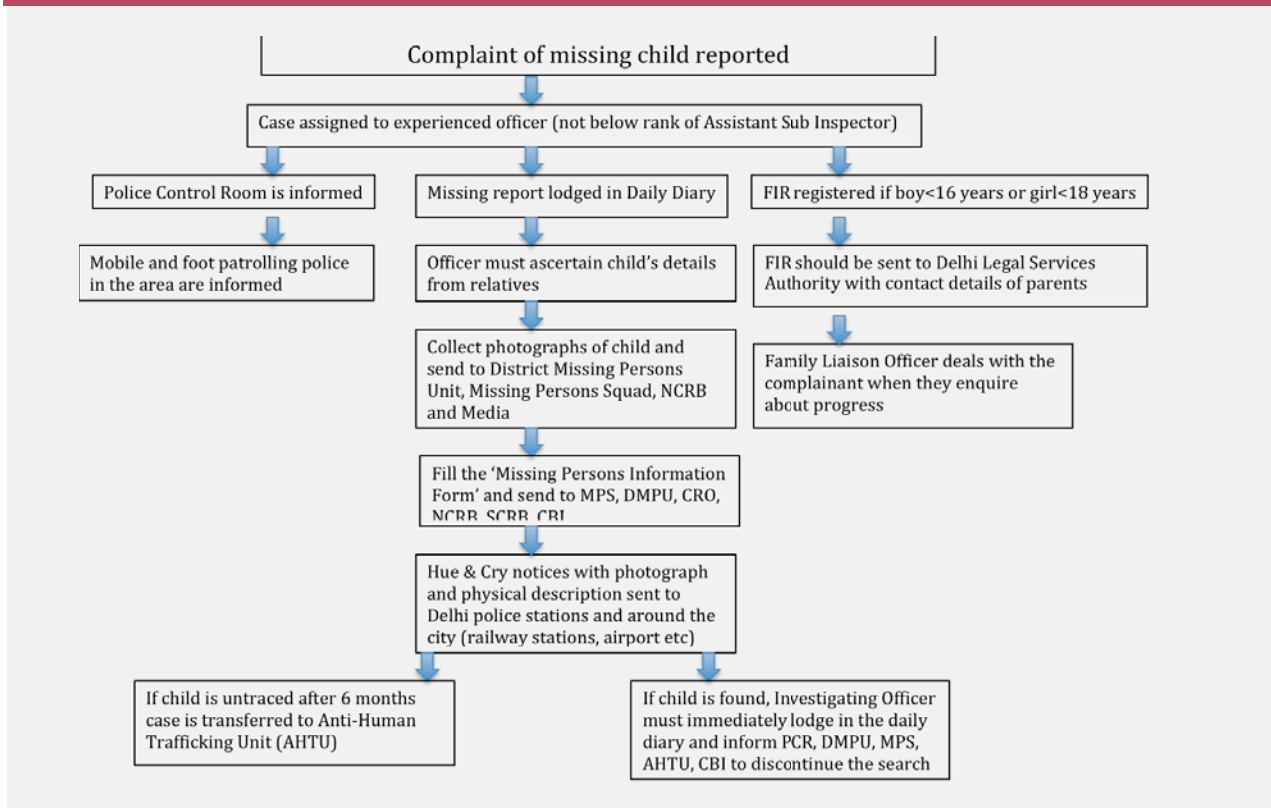 Complaint of missing child reported
Case assigned to experienced officer (not below rank of Assistant Sub Inspector)
Police Control Room is informed
Missing report lodged in Daily Diary
FIR registered if boy<16 years or girl<18 years
Mobile and foot patrolling police
in the area are informed
Officer must ascertain child's details
from relatives
FIR should be sent to Delhi Legal Services
Authority with contact details of parents
Collect photographs of child and
send to District Missing Persons
Unit, Missing Persons Squad, NCRB
and Media
Family Liaison Officer deals with the
complainant when they enquire
about progress
Fill the 'Missing Persons Information
Form' and send to MPS, DMPU, CRO,
NCRB, SCRB, CBI
Hue & Cry notices with photograph
and physical description sent to
Delhi police stations and around the
city (railway stations, airport etc)
If child is untraced after 6 months
case is transferred to Anti-Human
Trafficking Unit (AHTU)
If child is found, Investigating Officer
must immediately lodge in the daily
diary and inform PCR, DMPU, MPS,
AHTU, CBI to discontinue the search